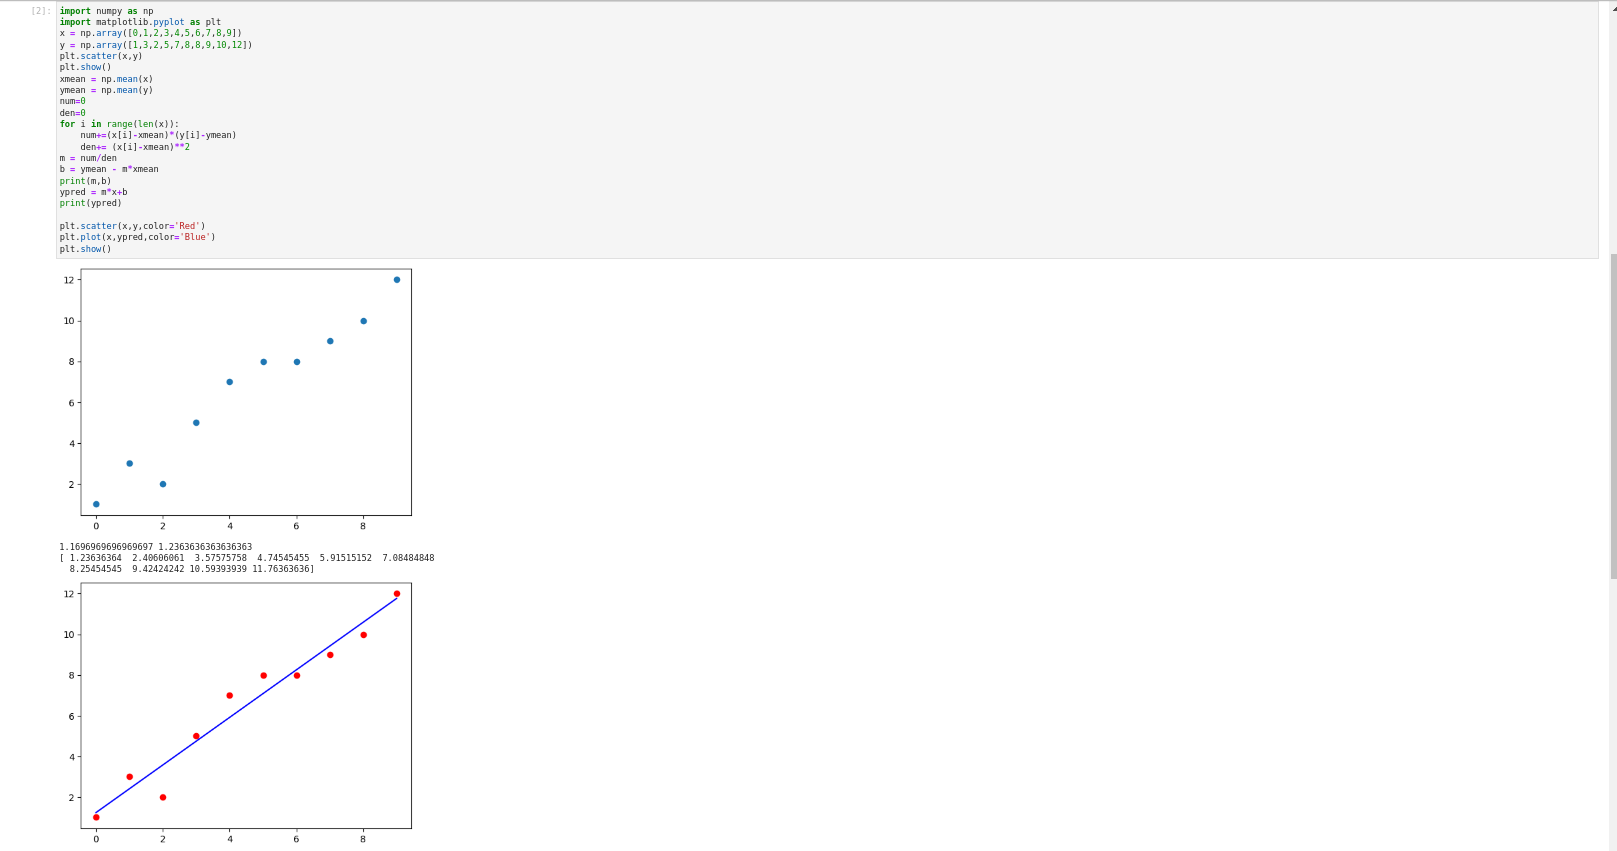 [2]:
import numpy as np
import matplotlib.pyplot as plt
x = np.array([0,1,2,3,4,5,6,7,8,9])
y = np.array([1,3,2,5,7,8,8,9,10,12])
plt.scatter(x,y)
plt.show()
xmean = np.mean(x)
ymean = np.mean(y)
num=0
den=0
for i in range(len(x)):
    num+=(x[i]-xmean)*(y[i]-ymean)
    den+= (x[i]-xmean)**2
m = num/den
b = ymean - m*xmean
print(m,b)
ypred = m*x+b
print(ypred)
plt.scatter(x,y,color='Red')
plt.plot(x,ypred,color='Blue')
plt.show()
12
10
8
6
4
2
0 2 4 6 8
1.1696969696969697 1.2363636363636363
[ 1.23636364  2.40606061  3.57575758  4.74545455  5.91515152  7.08484848
  8.25454545  9.42424242 10.59393939 11.76363636]
12
10
8
6
4
2
0 2 4 6 8